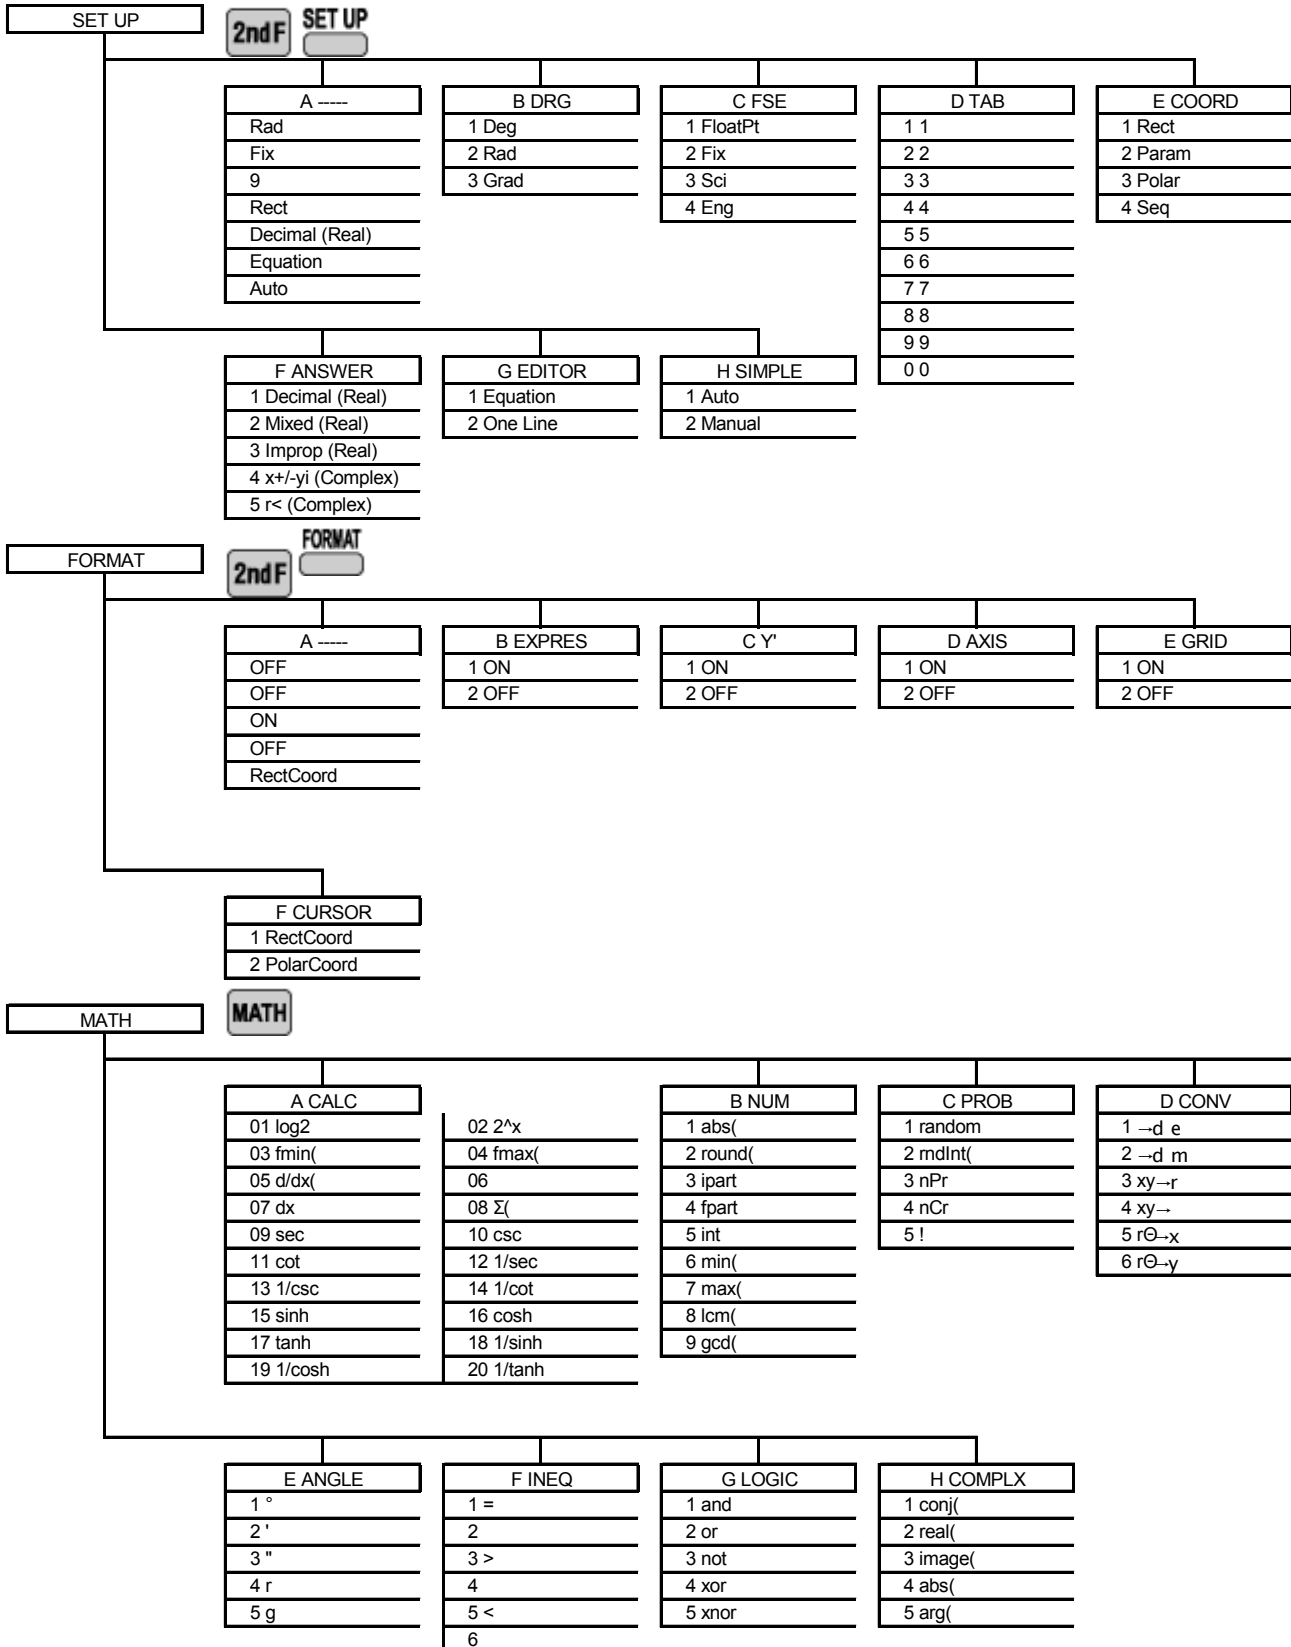 SET UP
2ndF SET UP
A ----- B DRG C FSE D TAB E COORD
Rad 1 Deg 1 FloatPt 1 1 1 Rect
Fix 2 Rad 2 Fix 2 2 2 Param
9 3 Grad 3 Sci 3 3 3 Polar
Rect 4 Eng 4 4 4 Seq
Decimal (Real) 5 5
Equation 6 6
Auto 7 7
8 8
9 9
F ANSWER G EDITOR H SIMPLE 0 0
1 Decimal (Real) 1 Equation 1 Auto
2 Mixed (Real) 2 One Line 2 Manual
3 Improp (Real)
4 x+/-yi (Complex)
5 r< (Complex)
FORMAT
2ndF FORMAT
A ----- B EXPRES C Y' D AXIS E GRID
OFF 1 ON 1 ON 1 ON 1 ON
OFF 2 OFF 2 OFF 2 OFF 2 OFF
ON
OFF
RectCoord
F CURSOR
1 RectCoord
2 PolarCoord
MATH
MATH
A CALC B NUM C PROB D CONV
01 log2 02 2^x 1 abs( 1 random 1 →d e
03 fmin( 04 fmax( 2 round( 2 rndInt( 2 →d m
05 d/dx( 06 3 ipart 3 nPr 3 xy→r
07 dx 08 Σ( 4 fpart 4 nCr 4 xy→
09 sec 10 csc 5 int 5 ! 5 rΘ→x
11 cot 12 1/sec 6 min( 6 rΘ→y
13 1/csc 14 1/cot 7 max(
15 sinh 16 cosh 8 lcm(
17 tanh 18 1/sinh 9 gcd(
19 1/cosh 20 1/tanh
E ANGLE F INEQ G LOGIC H COMPLX
1 ° 1 = 1 and 1 conj(
2 ' 2 2 or 2 real(
3 " 3 > 3 not 3 image(
4 r 4 4 xor 4 abs(
5 g 5 < 5 xnor 5 arg(
6